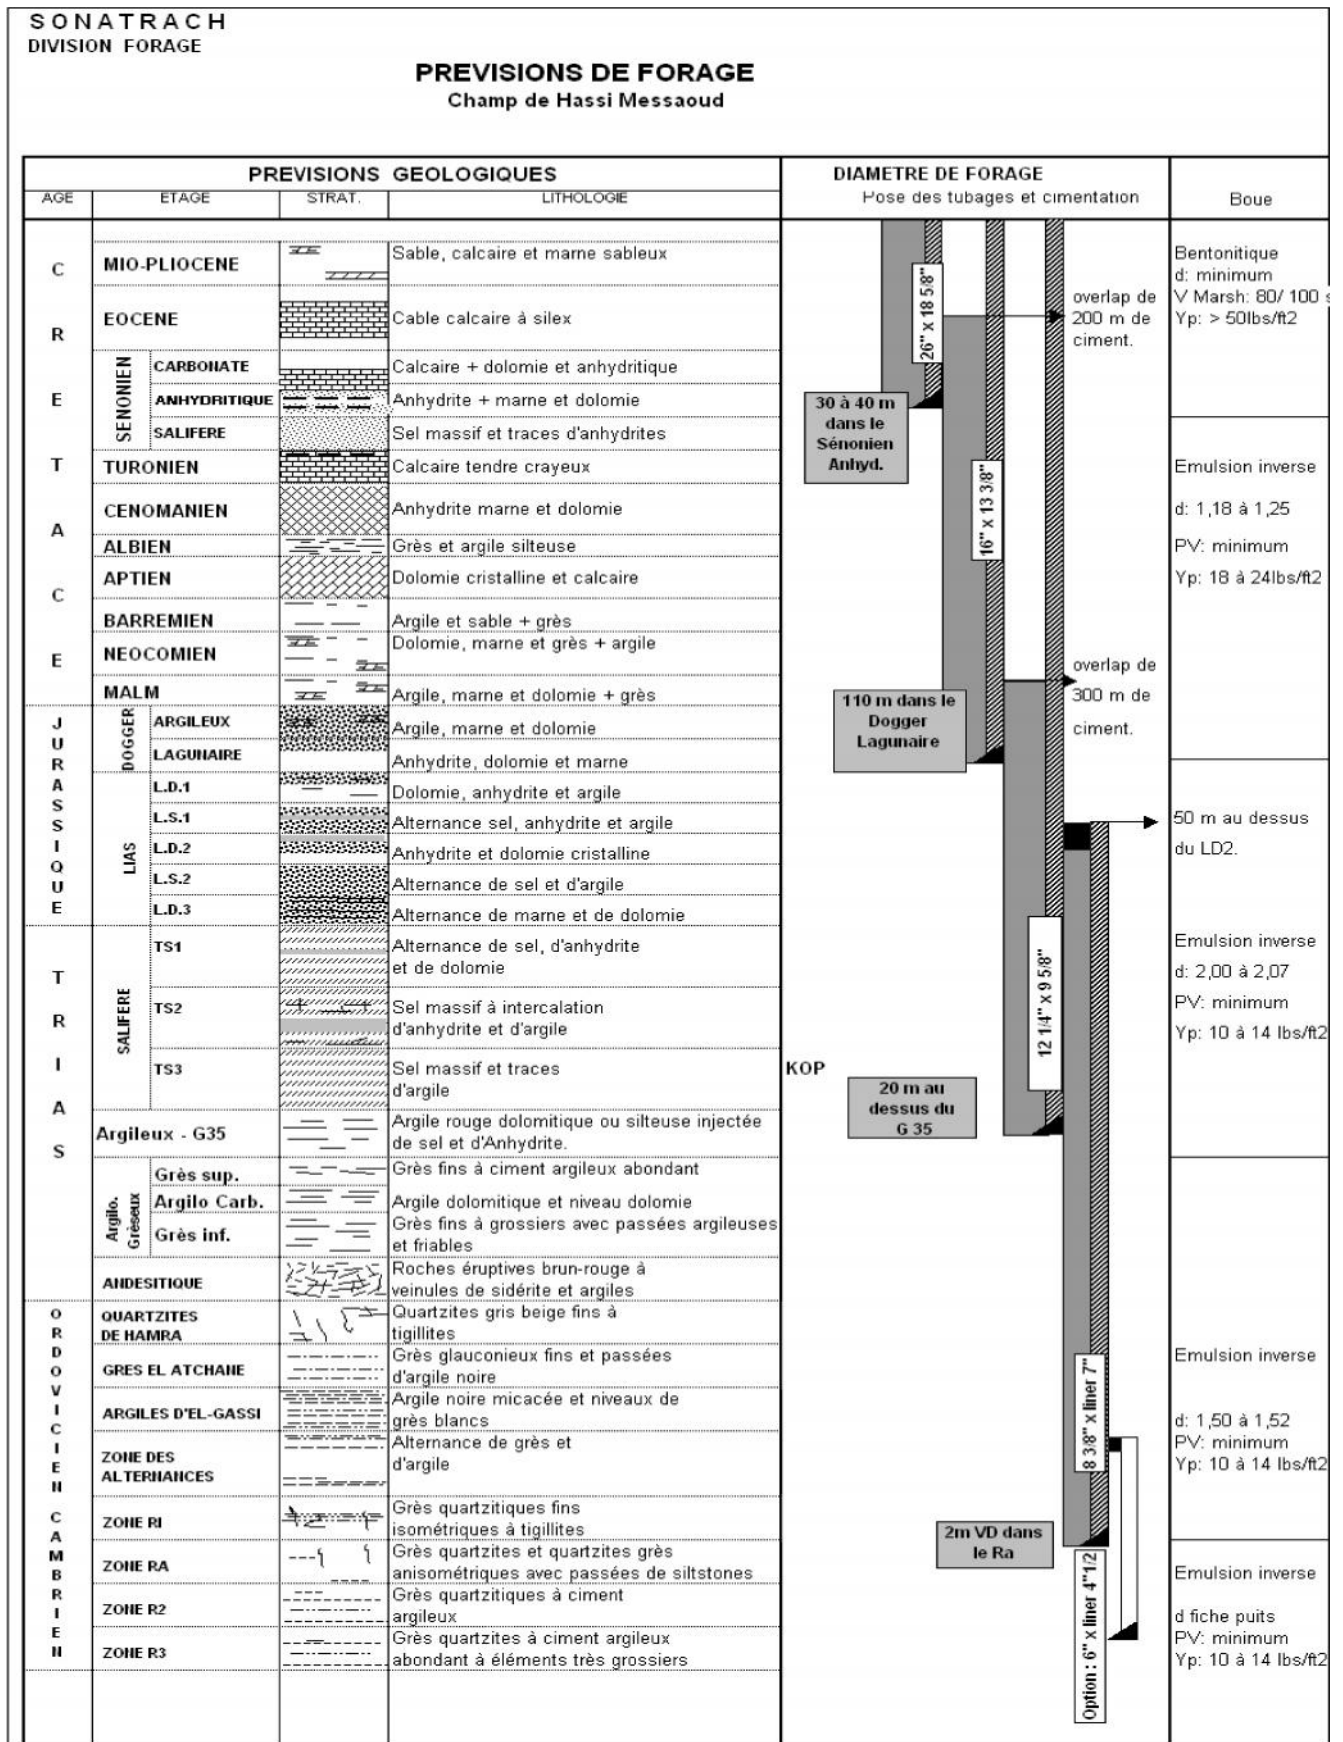 SONATRACH
DIVISION FORAGE
PREVISIONS DE FORAGE
Champ de Hassi Messaoud
PREVISIONS GEOLOGIQUES
DIAMETRE DE FORAGE
AGE
ETAGE
STRAT.
LITHOLOGIE
Pose des tubages et cimentation
Boue
CRETACE
MIO-PLIOCENE
Sable, calcaire et marne sableux
EOCENE
Cable calcaire à silex
SENONIEN
CARBONATE
Calcaire + dolomie et anhydritique
ANHYDRITIQUE
Anhydrite + marne et dolomie
SALIFERE
Sel massif et traces d'anhydrites
TURONIEN
Calcaire tendre crayeux
CENOMANIEN
Anhydrite marne et dolomie
ALBIEN
Grès et argile silteuse
APTIEN
Dolomie cristalline et calcaire
BARREMIEN
Argile et sable + grès
NEOCOMIEN
Dolomie, marne et grès + argile
MALM
Argile, marne et dolomie + grès
JURASSIQUE
DOGGER
ARGILEUX
Argile, marne et dolomie
LAGUNAIRE
Anhydrite, dolomie et marne
LIAS
L.D.1
Dolomie, anhydrite et argile
L.S.1
Alternance sel, anhydrite et argile
L.D.2
Anhydrite et dolomie cristalline
L.S.2
Alternance de sel et d'argile
L.D.3
Alternance de marne et de dolomie
TRIAS
SALIFERE
TS1
Alternance de sel, d'anhydrite
et de dolomie
TS2
Sel massif à intercalation
d'anhydrite et d'argile
TS3
Sel massif et traces
d'argile
Argileux - G35
Argile rouge dolomitique ou silteuse injectée
de sel et d'Anhydrite.
Argilo.
Grèseux
Grès sup.
Grès fins à ciment argileux abondant
Argilo Carb.
Argile dolomitique et niveau dolomie
Grès inf.
Grès fins à grossiers avec passées argileuses
et friables
ANDESITIQUE
Roches éruptives brun-rouge à
veinules de sidérite et argiles
ORDOVICIEN
QUARTZITES
DE HAMRA
Quartzites gris beige fins à
tigillites
GRES EL ATCHANE
Grès glauconieux fins et passées
d'argile noire
ARGILES D'EL-GASSI
Argile noire micacée et niveaux de
grès blancs
ZONE DES
ALTERNANCES
Alternance de grès et
d'argile
CAMBRIEN
ZONE RI
Grès quartzitiques fins
isométriques à tigillites
ZONE RA
Grès quartzites et quartzites grès
anisométriques avec passées de siltstones
ZONE R2
Grès quartzitiques à ciment
argileux
ZONE R3
Grès quartzites à ciment argileux
abondant à éléments très grossiers
26" x 18 5/8"
overlap de
200 m de
ciment.
30 à 40 m
dans le
Sénonien
Anhyd.
16" x 13 3/8"
overlap de
300 m de
ciment.
110 m dans le
Dogger
Lagunaire
12 1/4" x 9 5/8"
KOP
20 m au
dessus du
G 35
8 3/8" x liner 7"
2m VD dans
le Ra
Option : 6" x liner 4"1/2
Bentonitique
d: minimum
V Marsh: 80/ 100 s
Yp: > 50lbs/ft2
Emulsion inverse
d: 1,18 à 1,25
PV: minimum
Yp: 18 à 24lbs/ft2
50 m au dessus
du LD2.
Emulsion inverse
d: 2,00 à 2,07
PV: minimum
Yp: 10 à 14 lbs/ft2
Emulsion inverse
d: 1,50 à 1,52
PV: minimum
Yp: 10 à 14 lbs/ft2
Emulsion inverse
d fiche puits
PV: minimum
Yp: 10 à 14 lbs/ft2